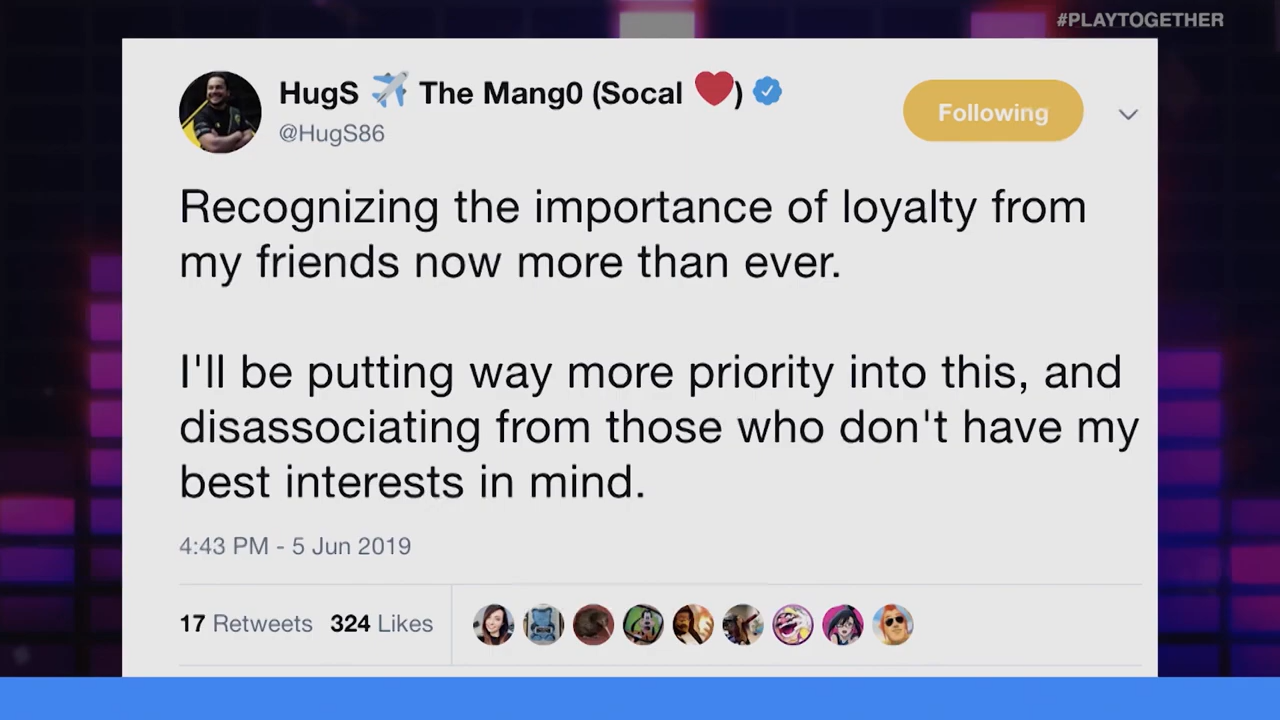 #PLAYTOGETHER
HugS ✈️ The Mang0 (Socal ❤️)
@HugS86
Following
Recognizing the importance of loyalty from
my friends now more than ever.
I'll be putting way more priority into this, and
disassociating from those who don't have my
best interests in mind.
4:43 PM - 5 Jun 2019
17 Retweets 324 Likes